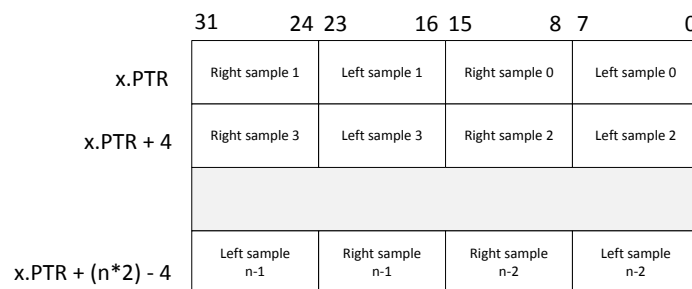 31 24 23 16 15 8 7 0
x.PTR Right sample 1 Left sample 1 Right sample 0 Left sample 0
x.PTR + 4 Right sample 3 Left sample 3 Right sample 2 Left sample 2
Left sample Right sample Right sample Left sample
x.PTR + (n*2) - 4 n-1 n-1 n-2 n-2